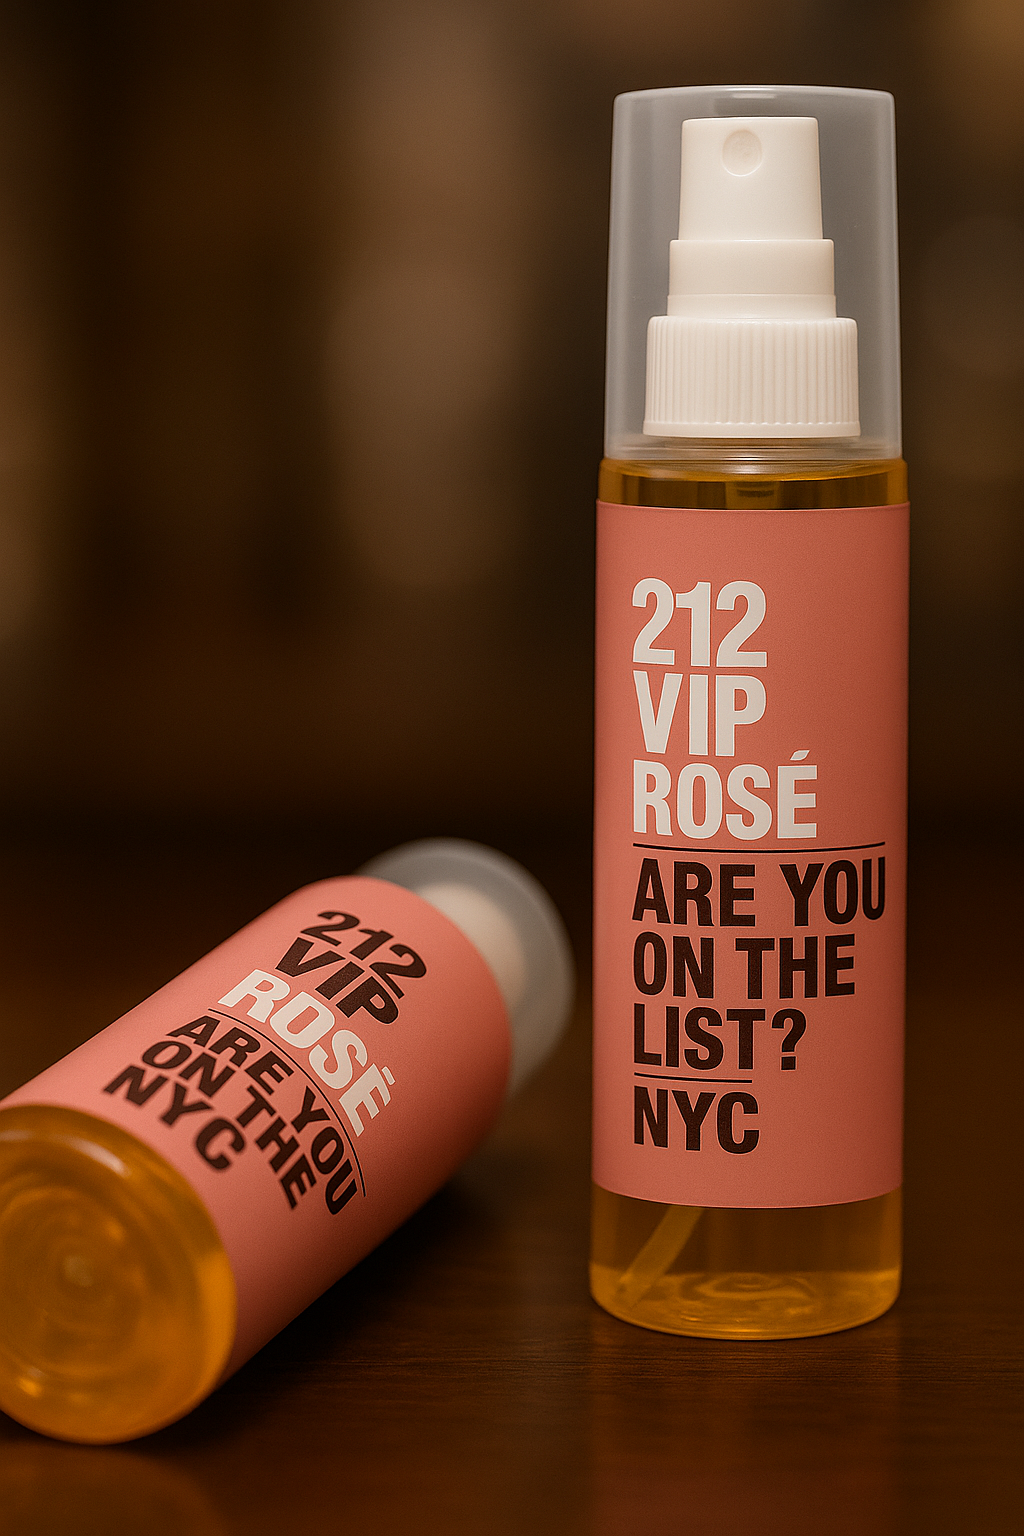 212
VIP
ROSÉ
ARE YOU
ON THE
LIST?
NYC
212
VIP
ROSÉ
ARE YOU
ON THE
NYC